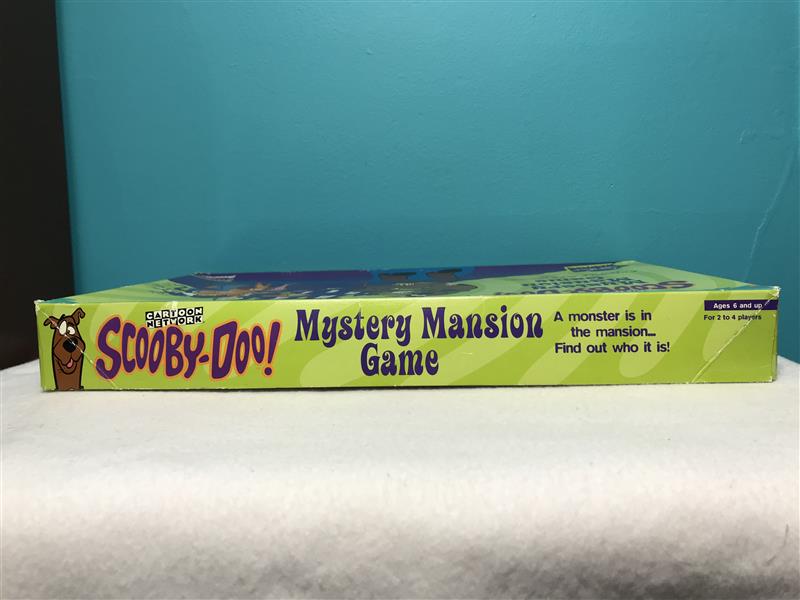 CARTOON
NETWORK
SCOOBY-DOO!
Mystery Mansion
Game
A monster is in
the mansion...
Find out who it is!
Ages 6 and up
For 2 to 4 players